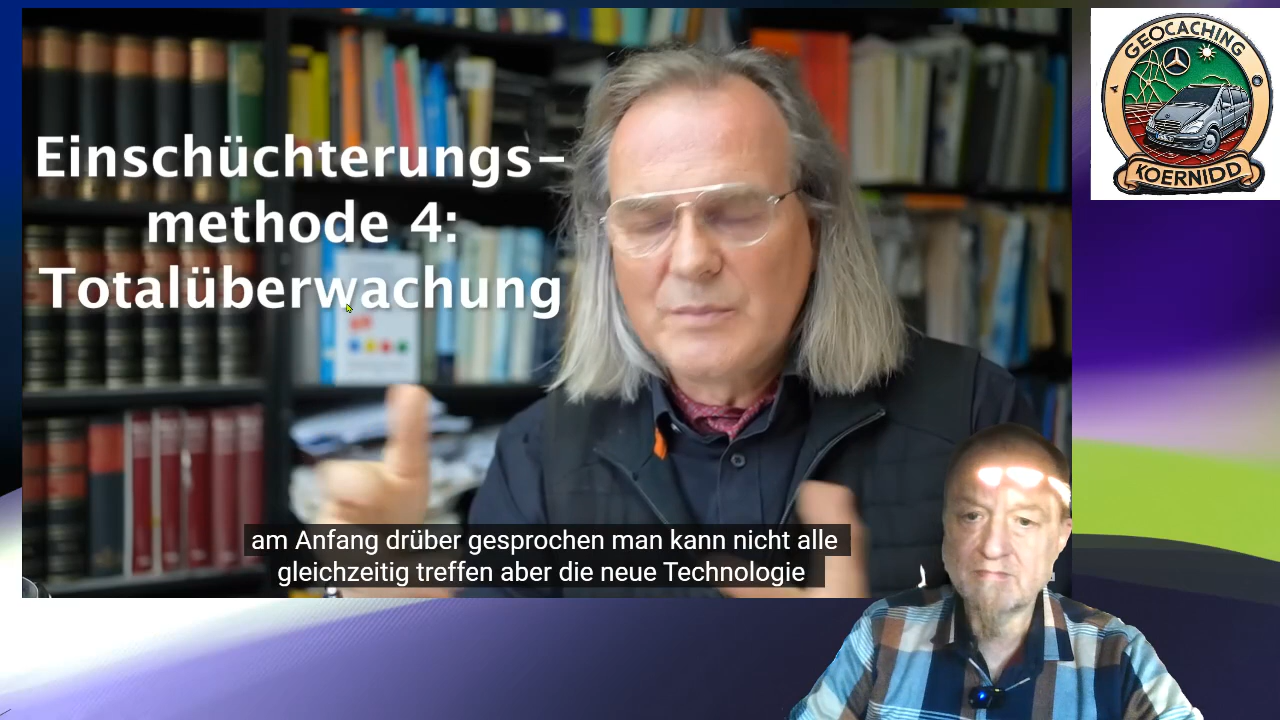 Einschüchterungs-
methode 4:
Totalüberwachung
am Anfang drüber gesprochen man kann nicht alle
gleichzeitig treffen aber die neue Technologie
GEOCACHING
KOERNIDD